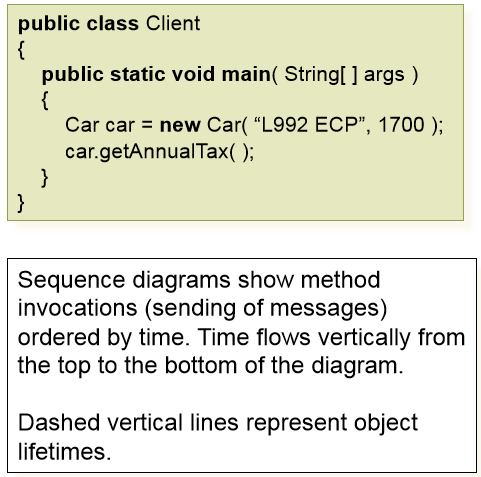 public class Client
{
public static void main( String[ ] args )
{
Car car = new Car( “L992 ECP”, 1700 );
car.getAnnualTax( );
}
}
Sequence diagrams show method
invocations (sending of messages)
ordered by time. Time flows vertically from
the top to the bottom of the diagram.
Dashed vertical lines represent object
lifetimes.